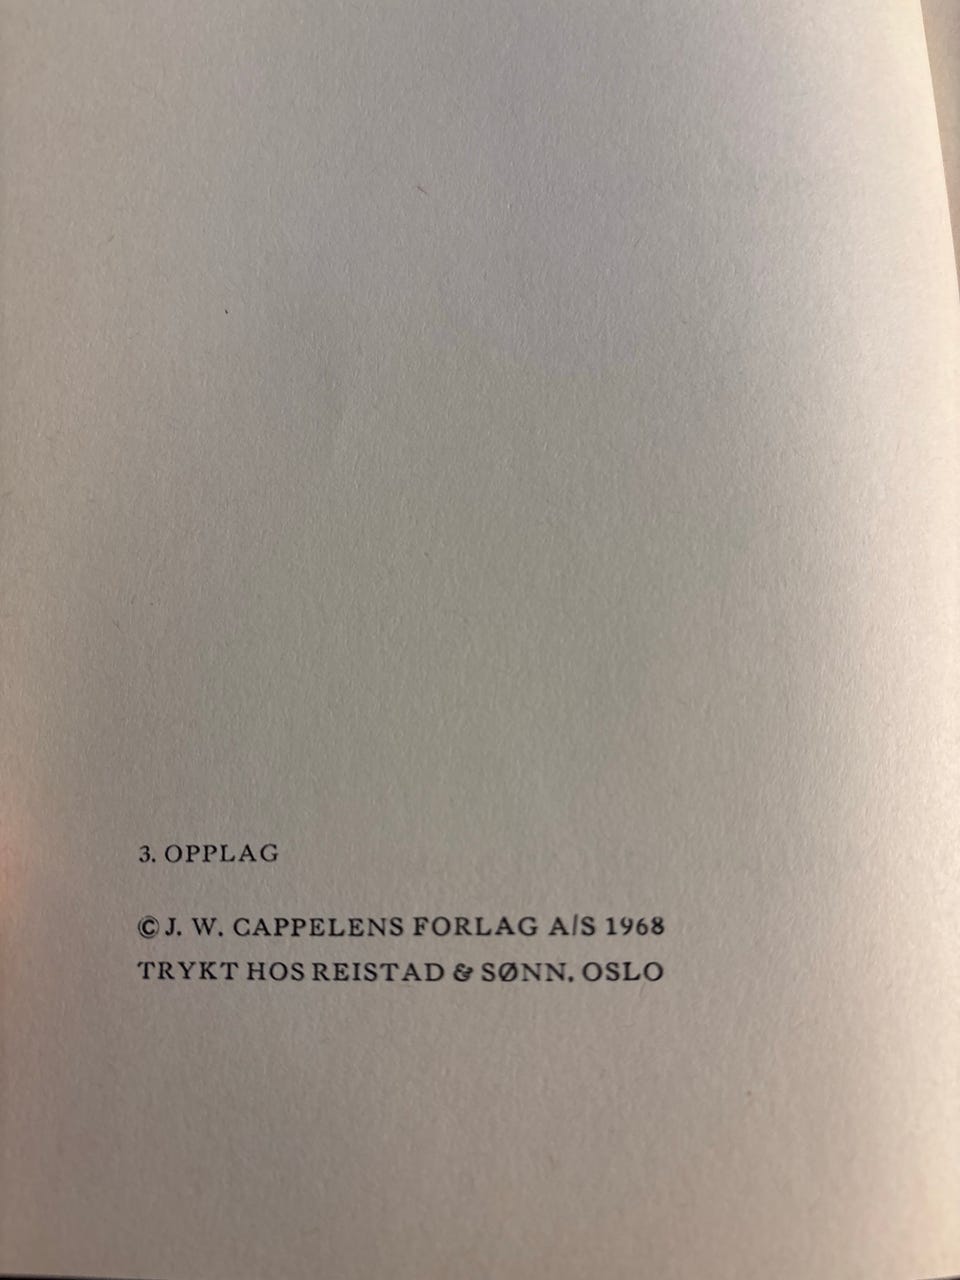 3. OPPLAG
© J. W. CAPPELENS FORLAG A/S 1968
TRYKT HOS REISTAD & SØNN, OSLO